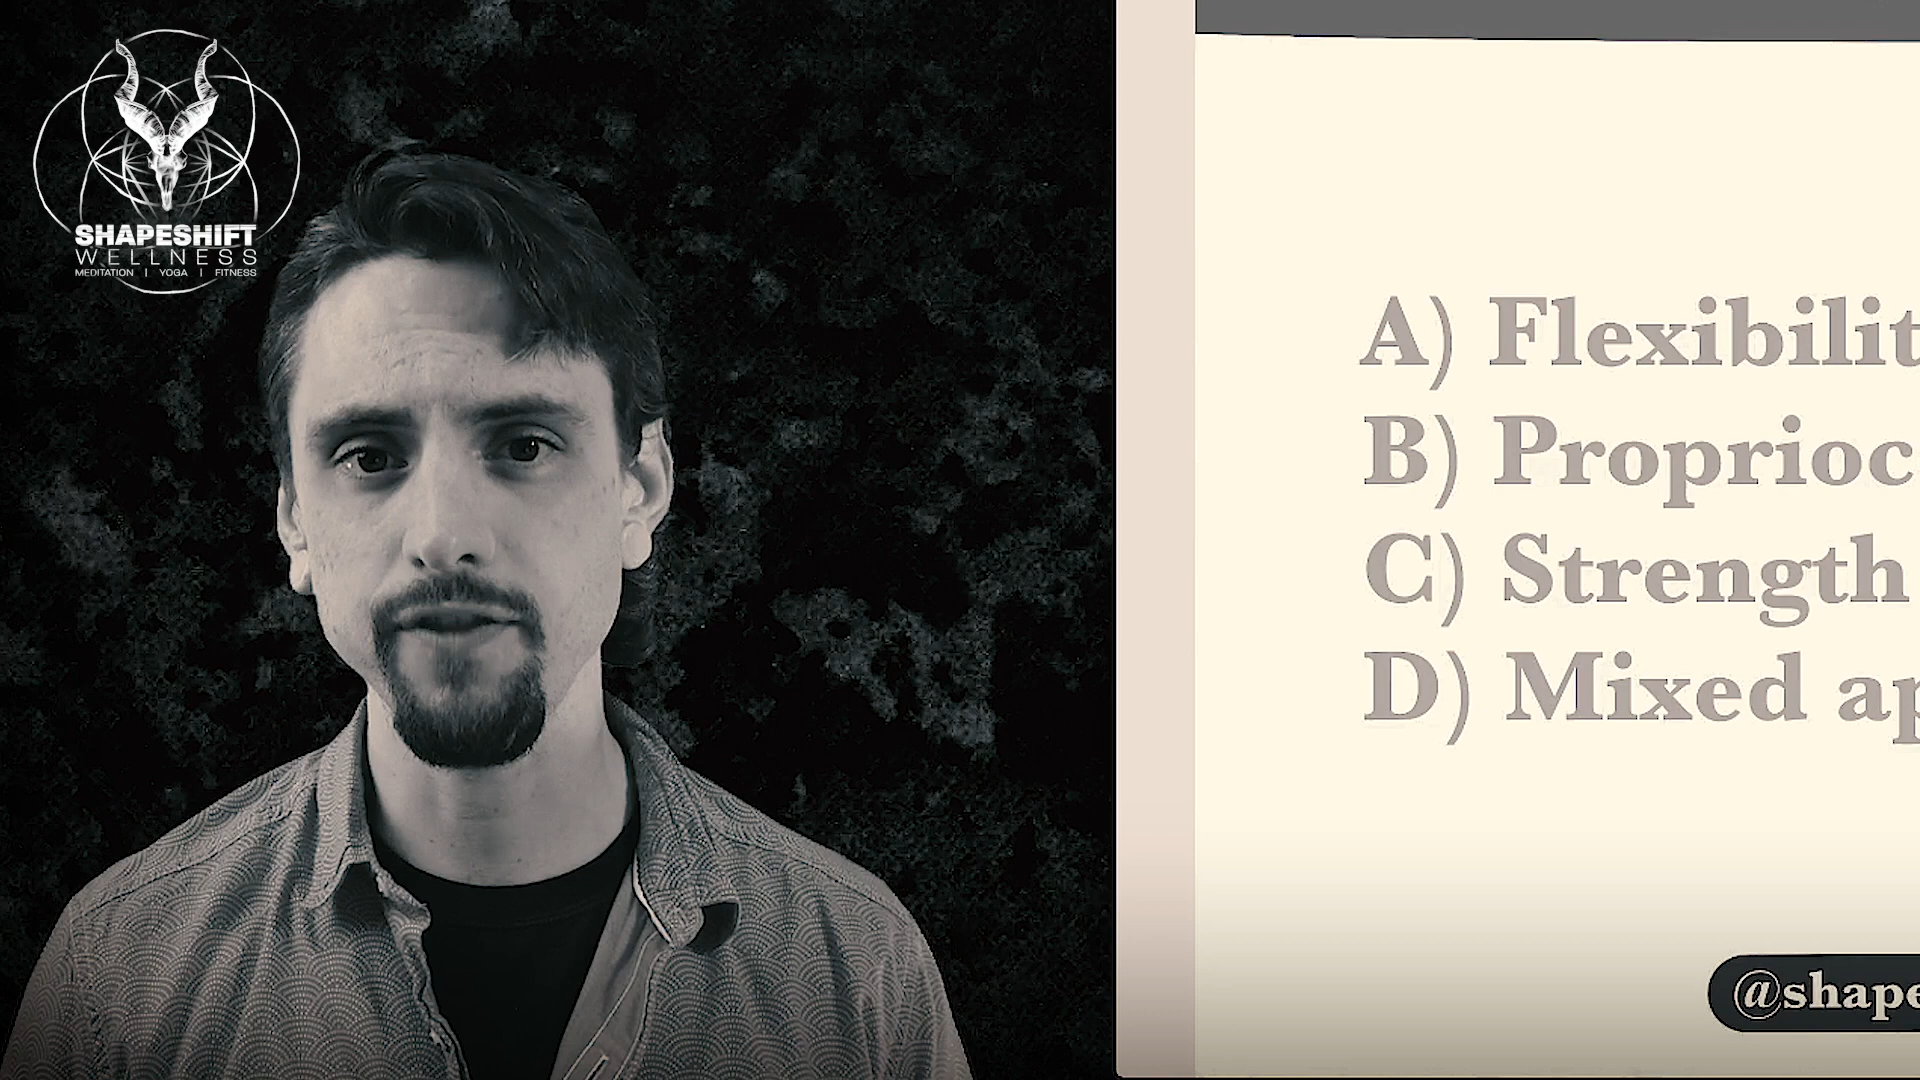 SHAPESHIFT
WELLNESS
MEDITATION | YOGA | FITNESS
A) Flexibilit
B) Proprioc
C) Strength
D) Mixed ap
@shape